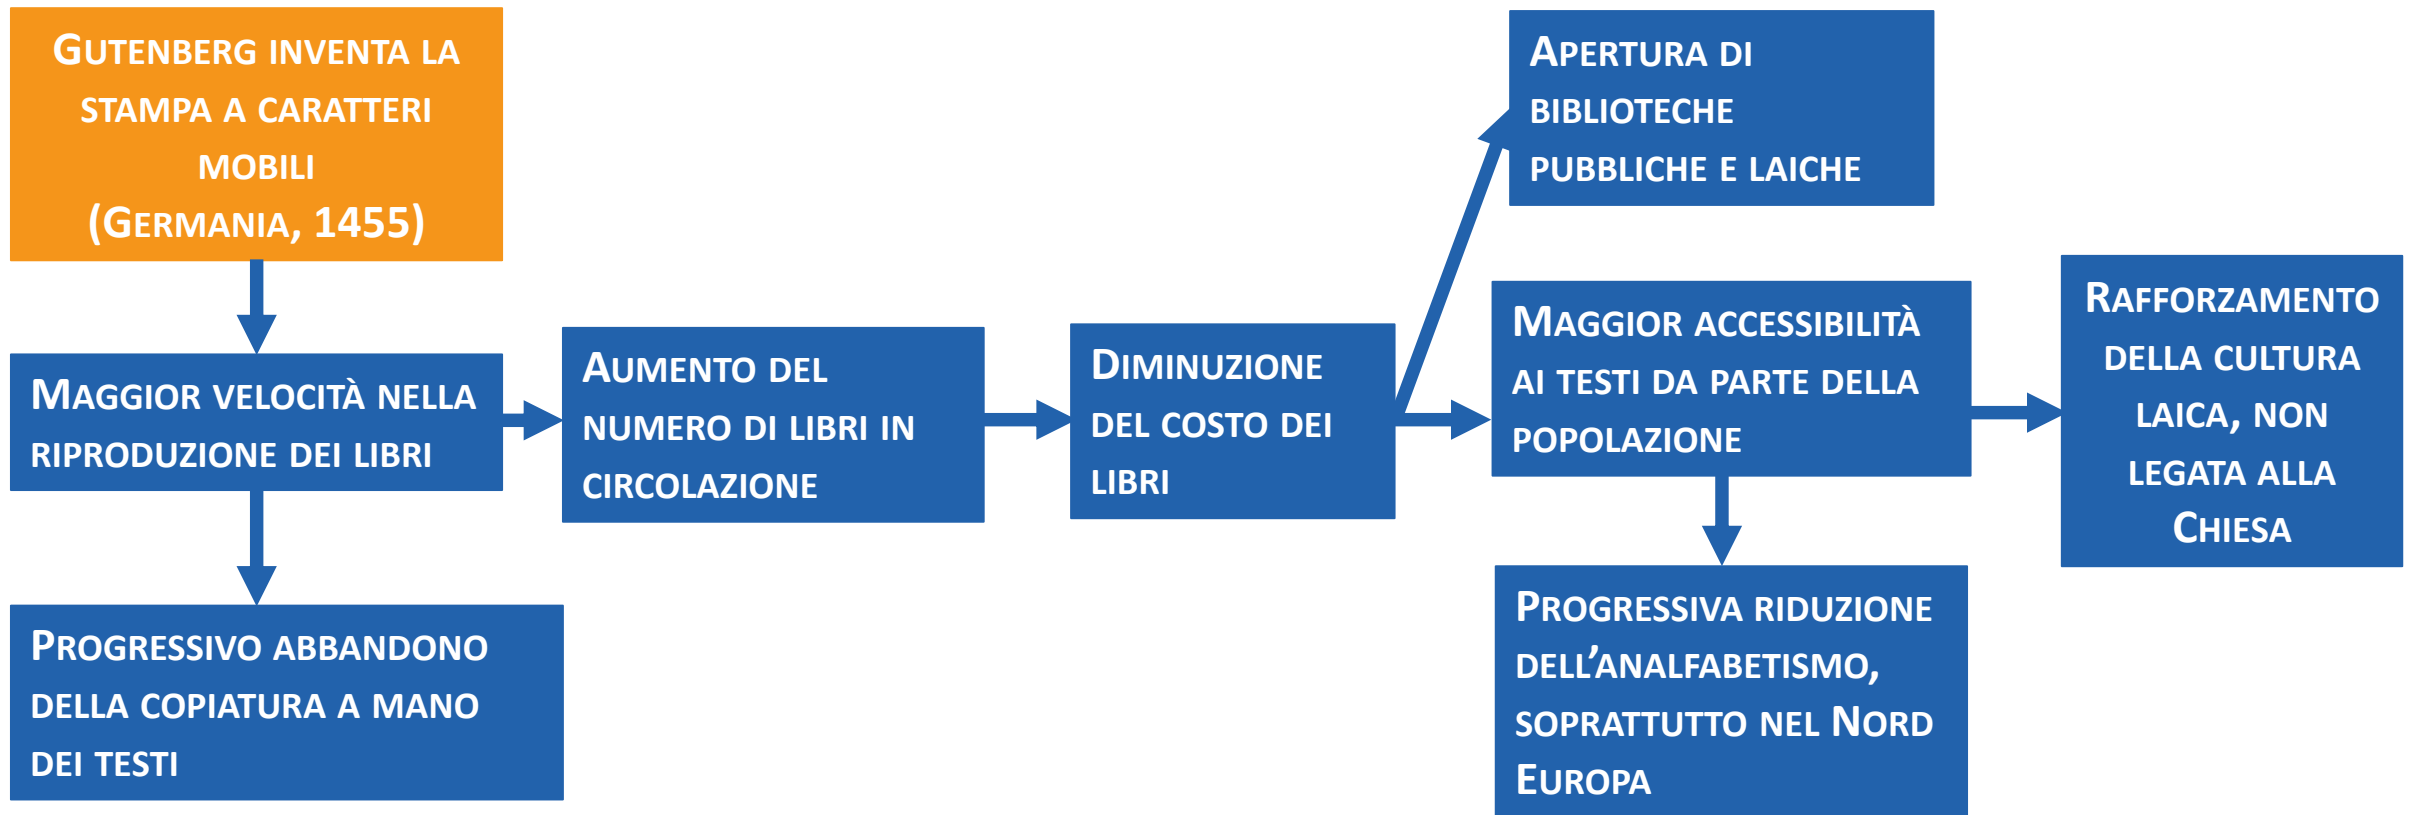 Gutenberg inventa la
stampa a caratteri
mobili
(Germania, 1455)
Maggior velocità nella
riproduzione dei libri
Progressivo abbandono
della copiatura a mano
dei testi
Aumento del
numero di libri in
circolazione
Diminuzione
del costo dei
libri
Apertura di
biblioteche
pubbliche e laiche
Maggior accessibilità
ai testi da parte della
popolazione
Progressiva riduzione
dell’analfabetismo,
soprattutto nel Nord
Europa
Rafforzamento
della cultura
laica, non
legata alla
Chiesa